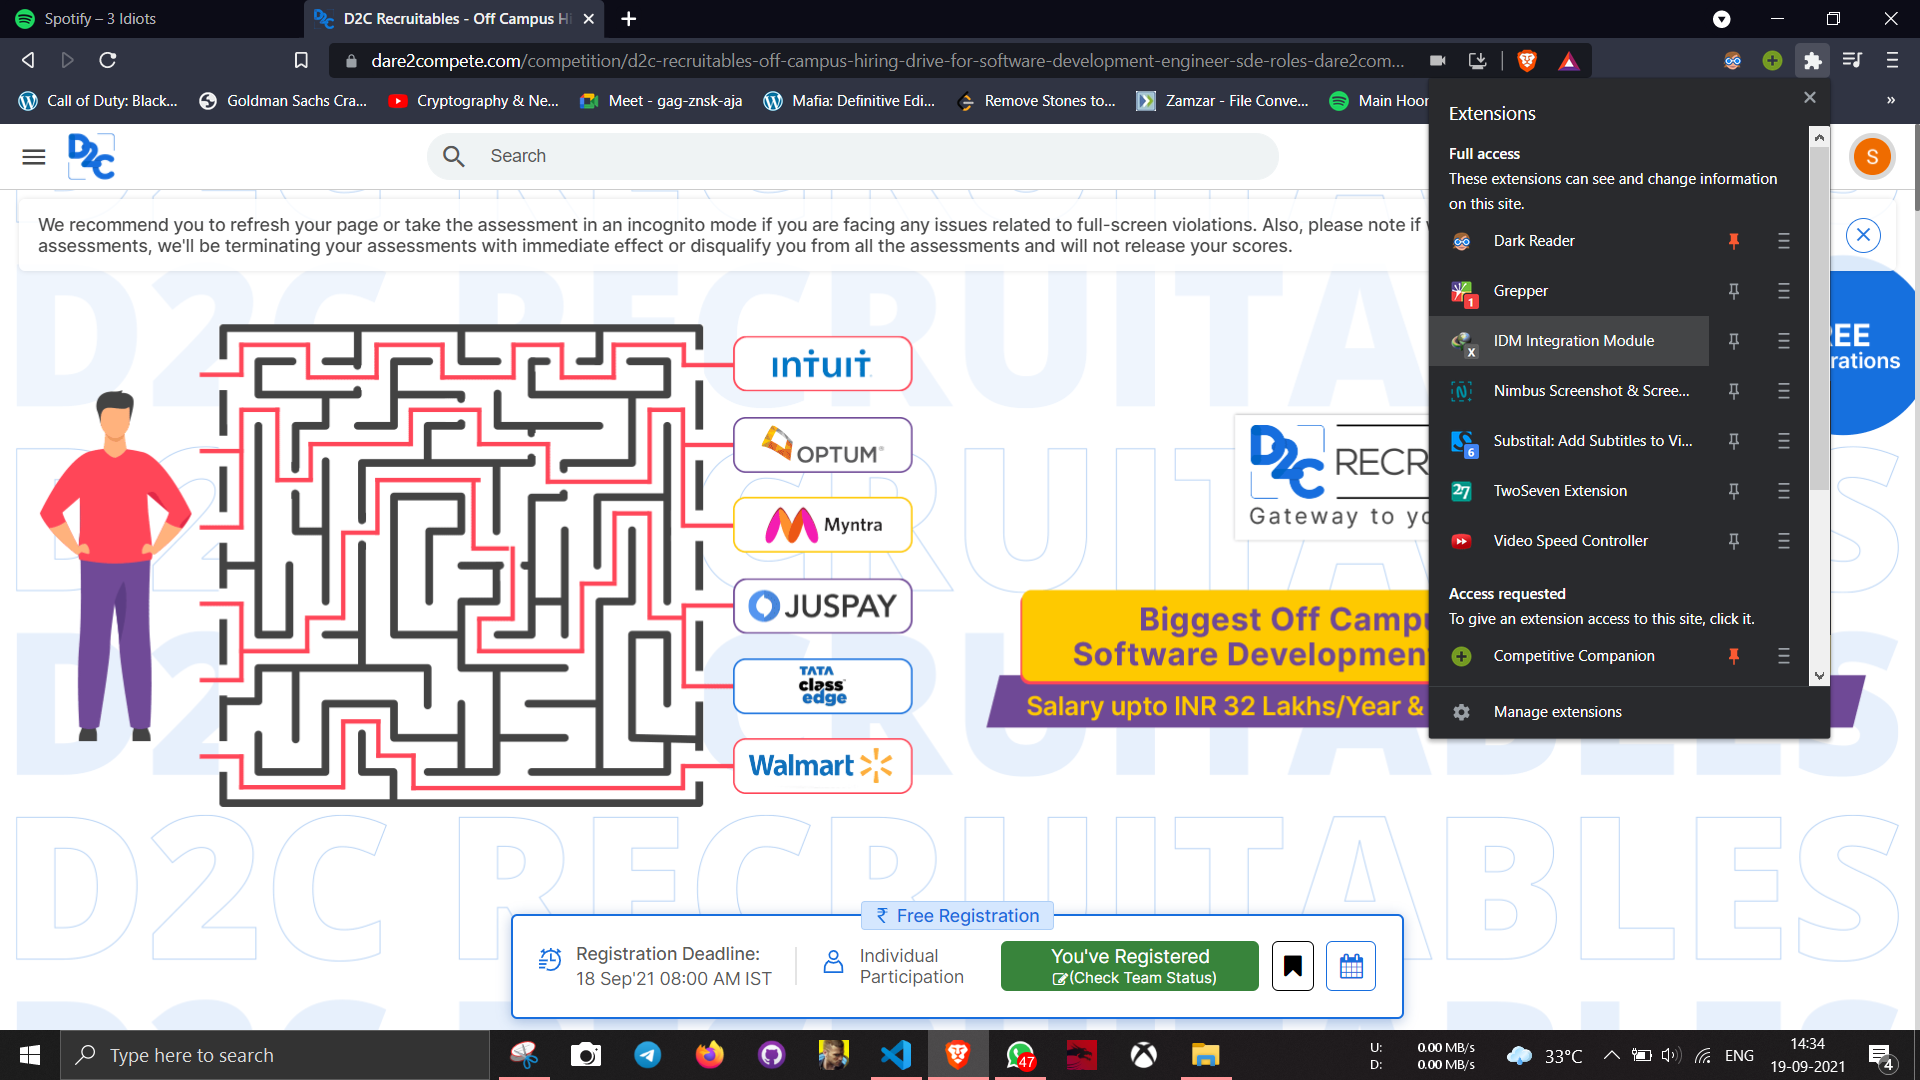 Spotify – 3 Idiots
D2C Recruitables - Off Campus Hi
dare2compete.com/competition/d2c-recruitables-off-campus-hiring-drive-for-software-development-engineer-sde-roles-dare2com...
Call of Duty: Black...
Goldman Sachs Cra...
Cryptography & Ne...
Meet - gag-znsk-aja
Mafia: Definitive Edi...
Remove Stones to...
Zamzar - File Conve...
Main Hoor
»
D2C
Search
S
We recommend you to refresh your page or take the assessment in an incognito mode if you are facing any issues related to full-screen violations. Also, please note if
assessments, we'll be terminating your assessments with immediate effect or disqualify you from all the assessments and will not release your scores.
Extensions
Full access
These extensions can see and change information
on this site.
Dark Reader
Grepper
1
IDM Integration Module
X
Nimbus Screenshot & Scree...
Substital: Add Subtitles to Vi...
6
TwoSeven Extension
27
Video Speed Controller
Access requested
To give an extension access to this site, click it.
Competitive Companion
Manage extensions
EE
rations
INTUIT
OPTUM®
Myntra
JUSPAY
TATA
class
edge
Walmart
D2C RECR
Gateway to yo
Biggest Off Campu
Software Developmen
Salary upto INR 32 Lakhs/Year &
D2C RECRUITABLES
₹ Free Registration
Registration Deadline:
18 Sep'21 08:00 AM IST
Individual
Participation
You've Registered
(Check Team Status)
Type here to search
47
U: 0.00 MB/s
D: 0.00 MB/s
33°C
ENG
14:34
19-09-2021
4